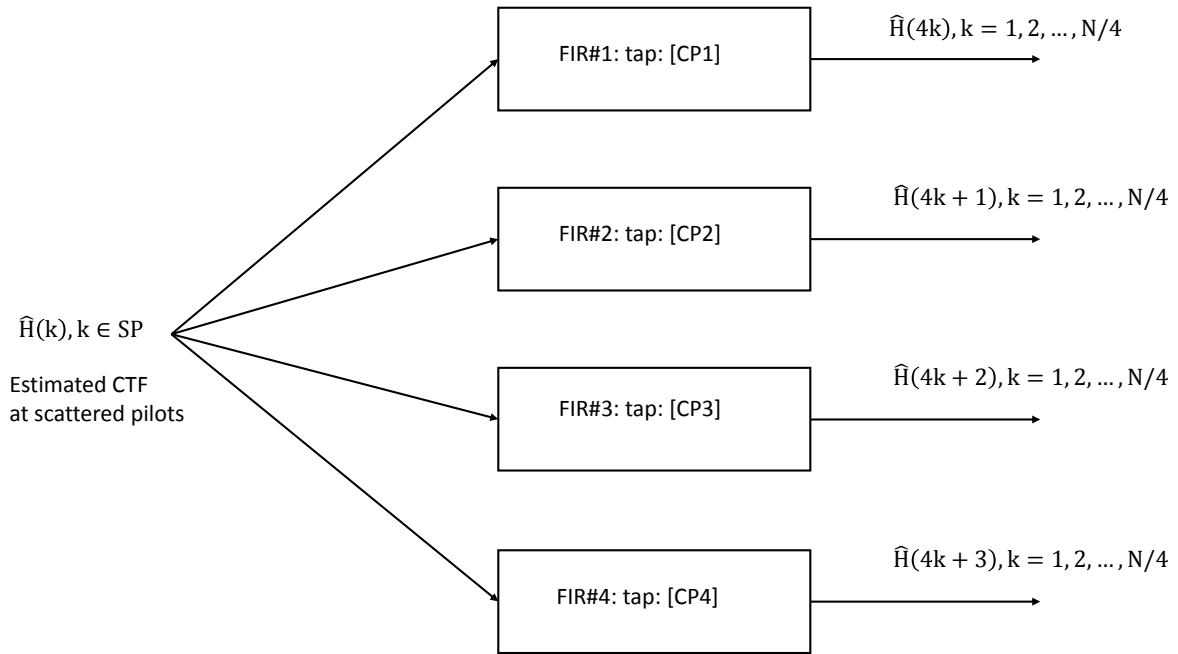 FIR#1: tap: [CP1]
Ĥ(4k), k = 1, 2, … , N/4
FIR#2: tap: [CP2]
Ĥ(4k + 1), k = 1, 2, … , N/4
Ĥ(k), k ∈ SP
Estimated CTF
at scattered pilots
FIR#3: tap: [CP3]
Ĥ(4k + 2), k = 1, 2, … , N/4
FIR#4: tap: [CP4]
Ĥ(4k + 3), k = 1, 2, … , N/4